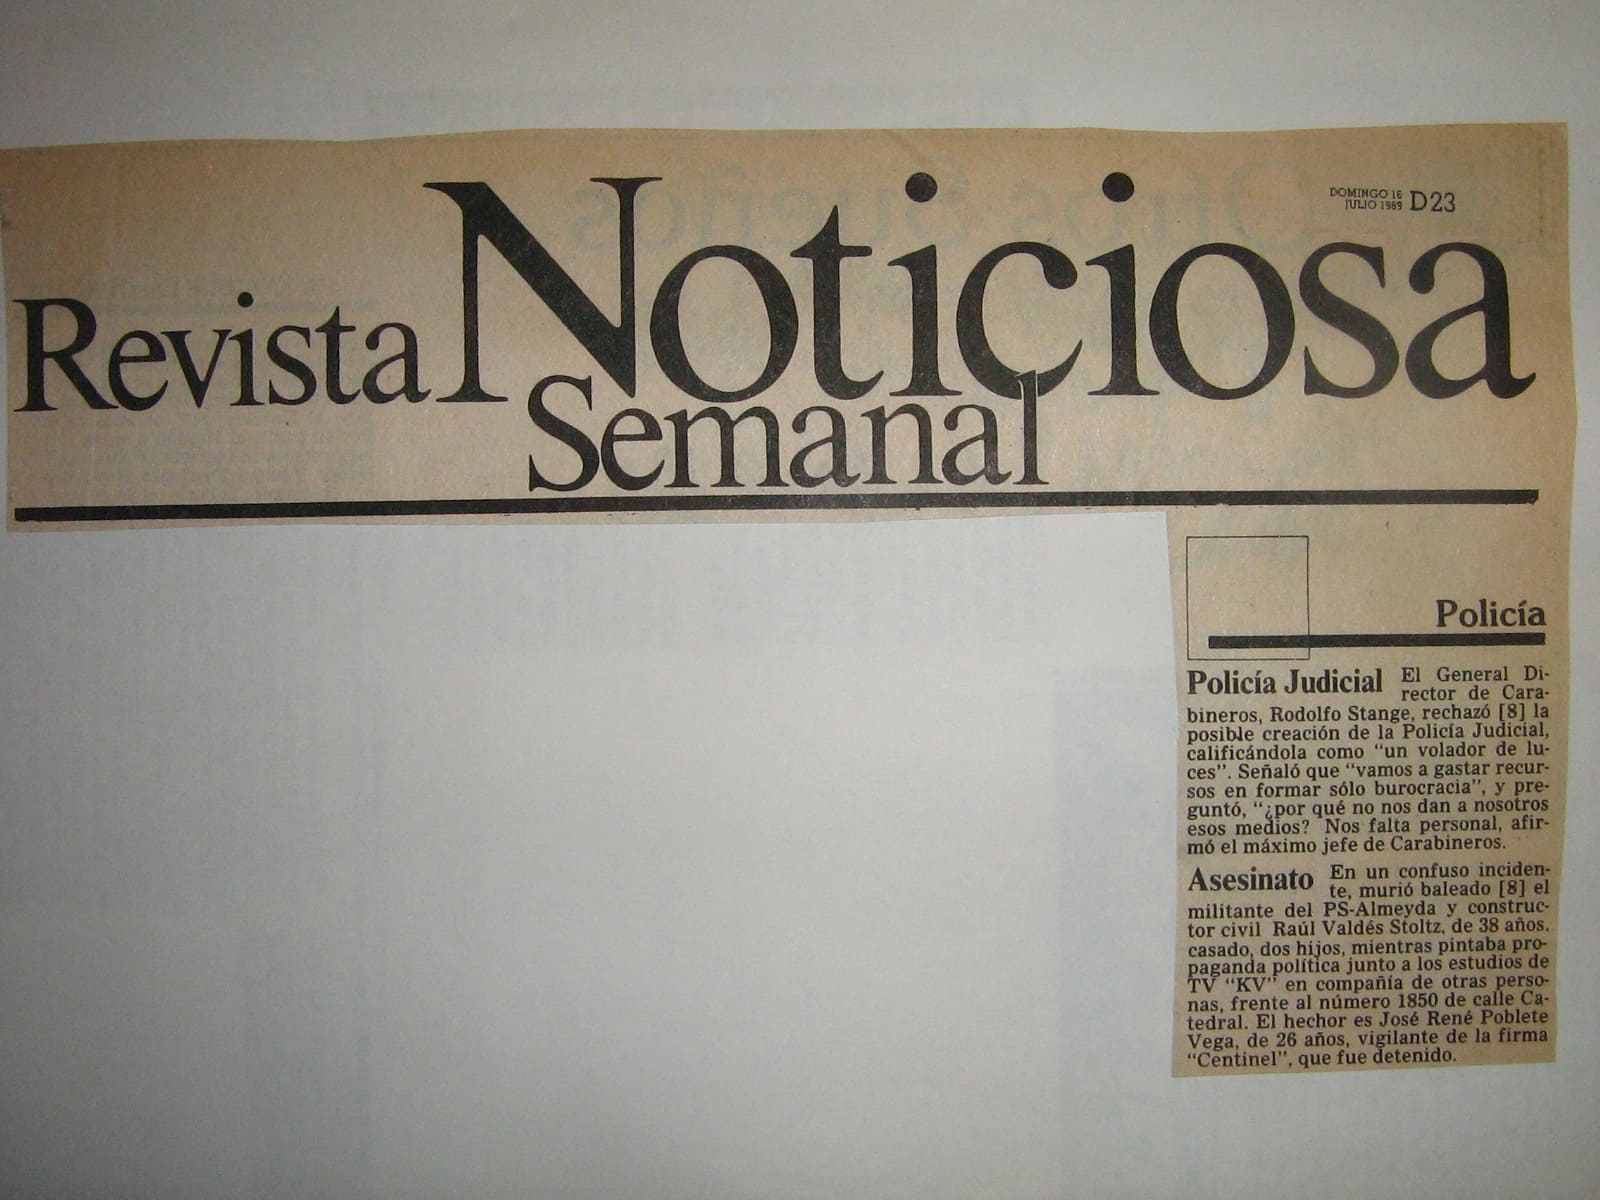 DOMINGO 16
JULIO 1989 D23
Revista Noticiosa
Semanal
Policía
Policía Judicial El General Di-
rector de Cara-
bineros, Rodolfo Stange, rechazó [8] la
posible creación de la Policía Judicial,
calificándola como “un volador de lu-
ces”. Señaló que “vamos a gastar recur-
sos en formar sólo burocracia”, y pre-
guntó, “¿por qué no nos dan a nosotros
esos medios? Nos falta personal, afir-
mó el máximo jefe de Carabineros.
Asesinato En un confuso inciden-
te, murió baleado [8] el
militante del PS-Almeyda y construc-
tor civil Raúl Valdés Stoltz, de 38 años.
casado, dos hijos, mientras pintaba pro-
paganda política junto a los estudios de
TV “KV” en compañía de otras perso-
nas, frente al número 1850 de calle Ca-
tedral. El hechor es José René Poblete
Vega, de 26 años, vigilante de la firma
“Centinel”, que fue detenido.